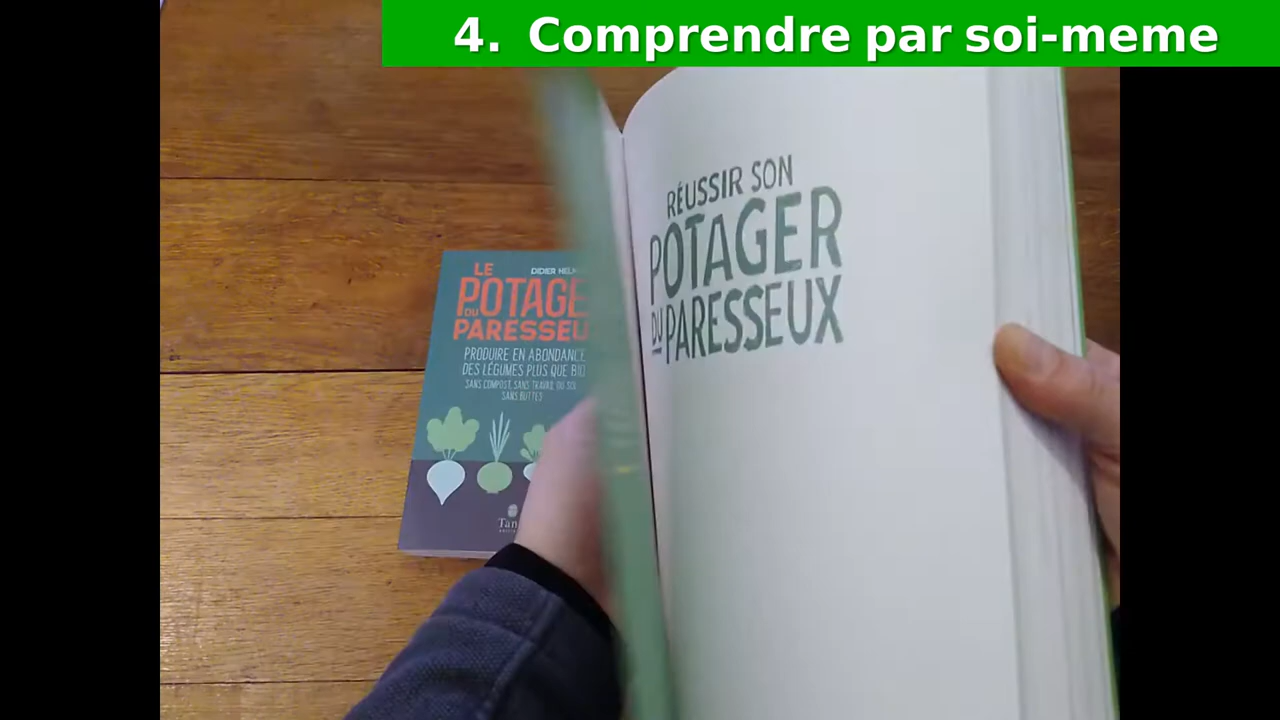 4. Comprendre par soi-meme
RÉUSSIR SON
POTAGER
DU PARESSEUX
LE
DIDIER
POTAGE
DU
PARESSEU
PRODUIRE EN ABONDANCE
DES LÉGUMES PLUS QUE BIO
SANS COMPOST, SANS TRAVAIL DU SOL
SANS BUTTES